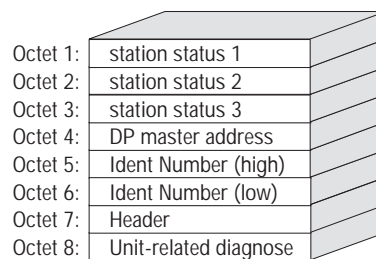 Octet 1: station status 1
Octet 2: station status 2
Octet 3: station status 3
Octet 4: DP master address
Octet 5: Ident Number (high)
Octet 6: Ident Number (low)
Octet 7: Header
Octet 8: Unit-related diagnose